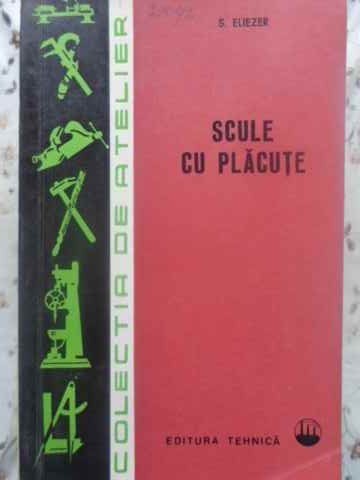 S. ELIEZER
SCULE
CU PLĂCUȚE
COLECȚIA DE ATELIER
EDITURA TEHNICĂ